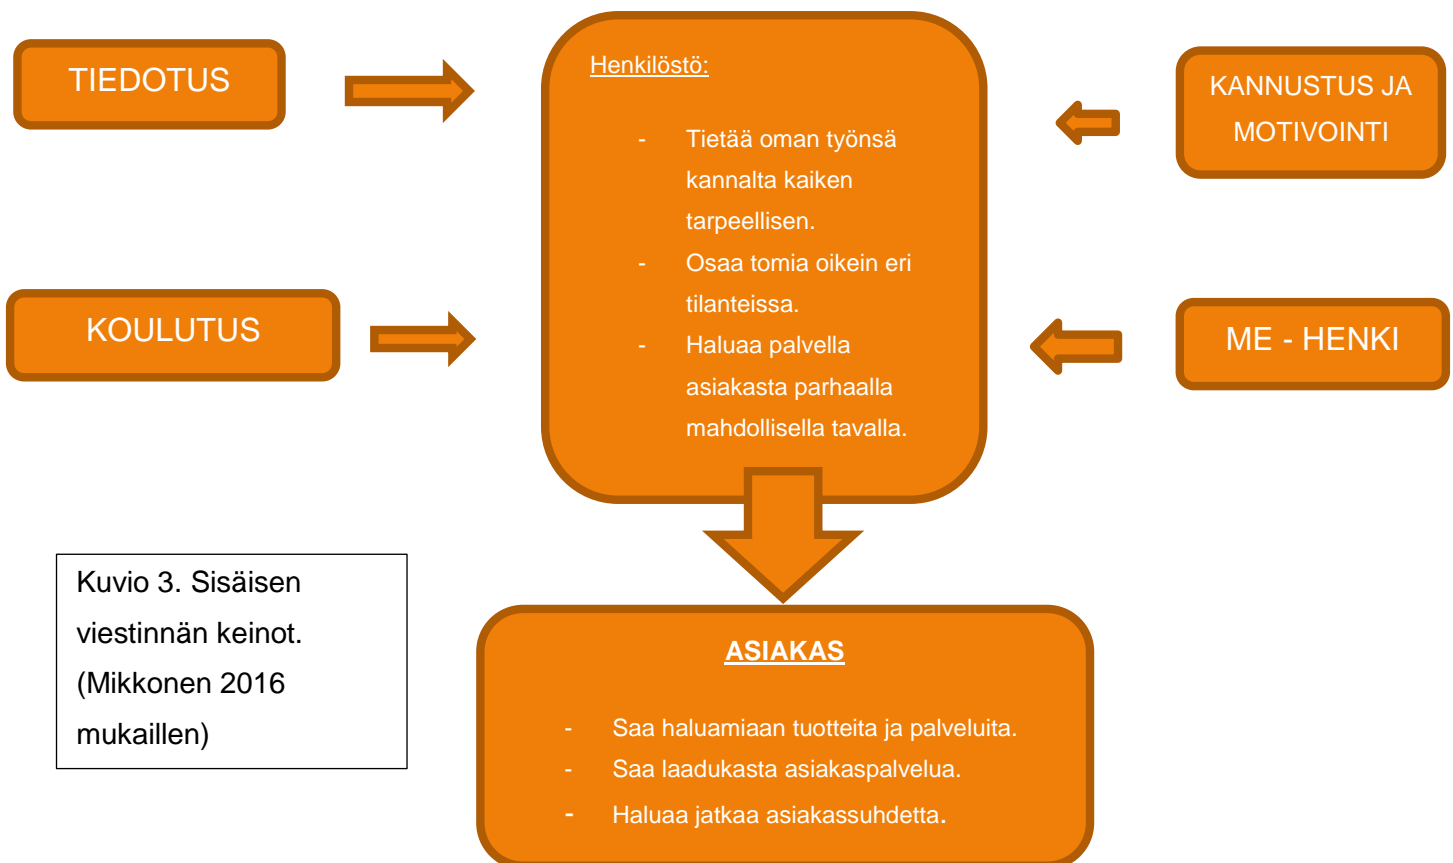 TIEDOTUS
KOULUTUS
Henkilöstö:
- Tietää oman työnsä
kannalta kaiken
tarpeellisen.
- Osaa tomia oikein eri
tilanteissa.
- Haluaa palvella
asiakasta parhaalla
mahdollisella tavalla.
KANNUSTUS JA
MOTIVOINTI
ME - HENKI
Kuvio 3. Sisäisen
viestinnän keinot.
(Mikkonen 2016
mukaillen)
ASIAKAS
- Saa haluamiaan tuotteita ja palveluita.
- Saa laadukasta asiakaspalvelua.
- Haluaa jatkaa asiakassuhdetta.